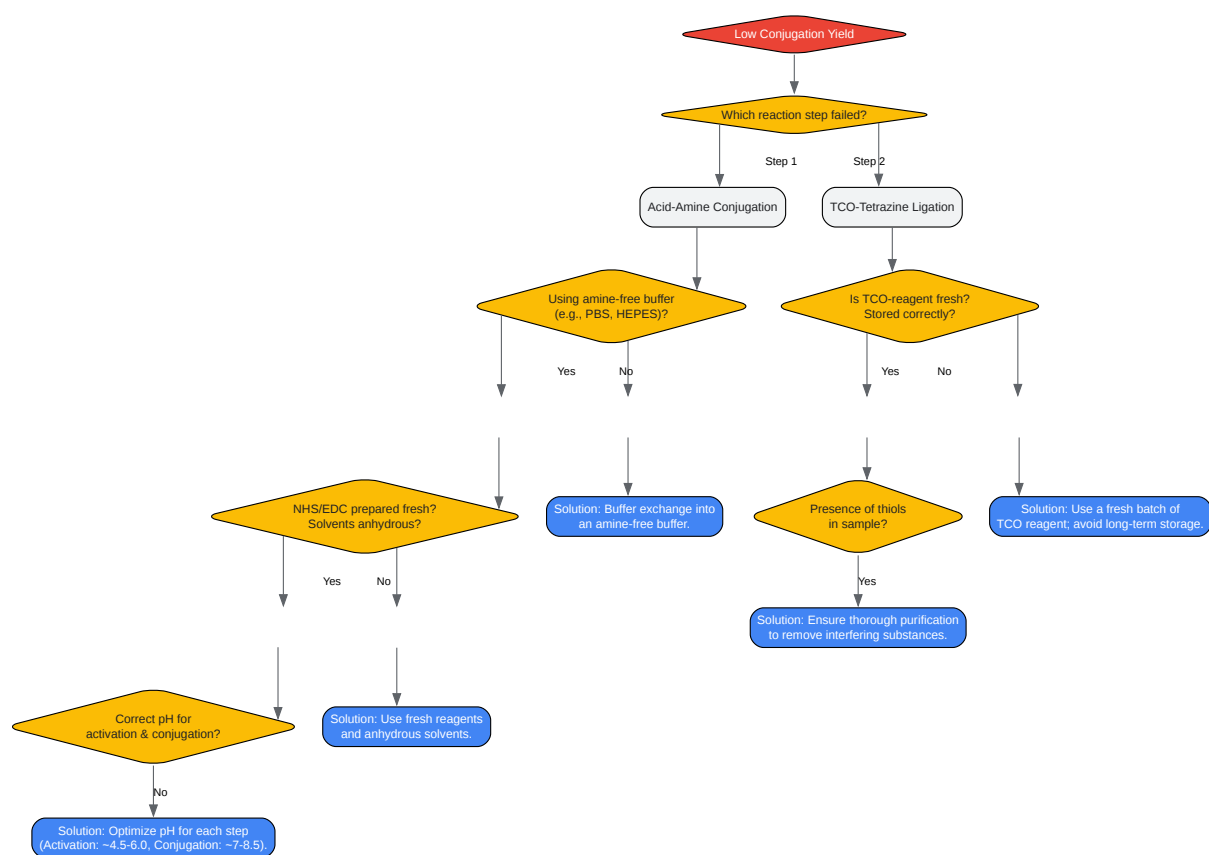 Low Conjugation Yield
Which reaction step failed?
Step 1
Step 2
Acid-Amine Conjugation
TCO-Tetrazine Ligation
Using amine-free buffer
(e.g., PBS, HEPES)?
Is TCO-reagent fresh?
Stored correctly?
Yes
No
Yes
No
NHS/EDC prepared fresh?
Solvents anhydrous?
Solution: Buffer exchange into
an amine-free buffer.
Presence of thiols
in sample?
Solution: Use a fresh batch of
TCO reagent; avoid long-term storage.
Yes
No
Yes
Solution: Ensure thorough purification
to remove interfering substances.
Correct pH for
activation & conjugation?
Solution: Use fresh reagents
and anhydrous solvents.
No
Solution: Optimize pH for each step
(Activation: ~4.5-6.0, Conjugation: ~7-8.5).